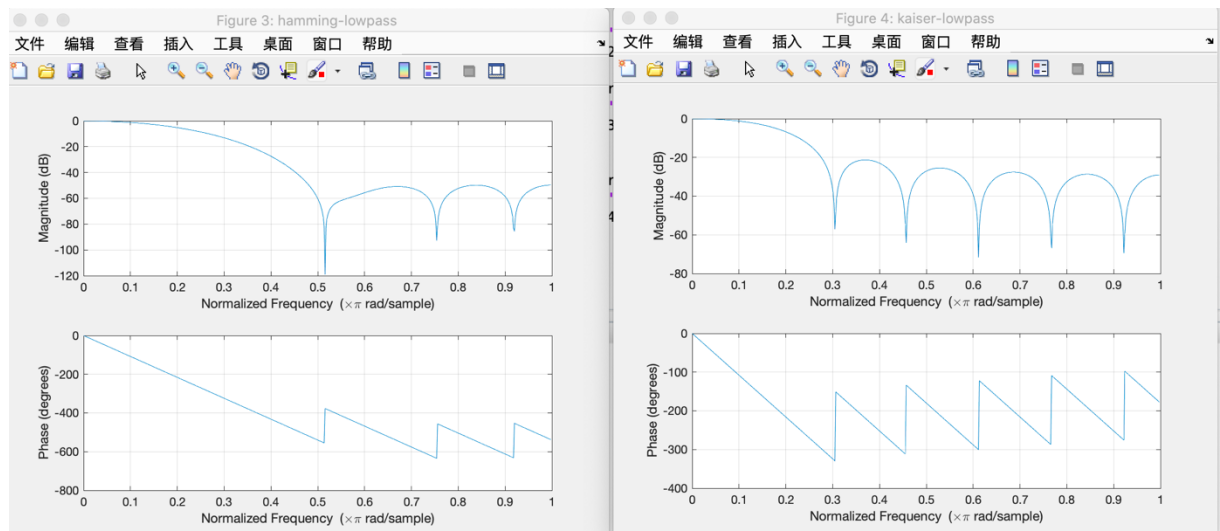 Figure 3: hamming-lowpass
文件 编辑 查看 插入 工具 桌面 窗口 帮助
0
-20
-40
-60
-80
-100
-120
Magnitude (dB)
0 0.1 0.2 0.3 0.4 0.5 0.6 0.7 0.8 0.9 1
Normalized Frequency (×π rad/sample)
0
-200
-400
-600
-800
Phase (degrees)
0 0.1 0.2 0.3 0.4 0.5 0.6 0.7 0.8 0.9 1
Normalized Frequency (×π rad/sample)
Figure 4: kaiser-lowpass
文件 编辑 查看 插入 工具 桌面 窗口 帮助
0
-20
-40
-60
-80
Magnitude (dB)
0 0.1 0.2 0.3 0.4 0.5 0.6 0.7 0.8 0.9 1
Normalized Frequency (×π rad/sample)
0
-100
-200
-300
-400
Phase (degrees)
0 0.1 0.2 0.3 0.4 0.5 0.6 0.7 0.8 0.9 1
Normalized Frequency (×π rad/sample)